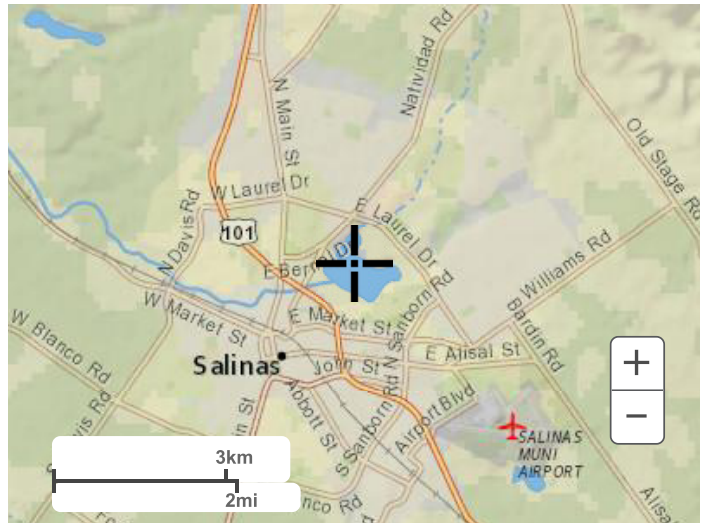 Natividad Rd
N Main St
Old Stage Rd
W Laurel Dr
E Laurel Dr
N Davis Rd
101
Williams Rd
W Market St
E Market St
N Sanborn Rd
Bardin Rd
W Blanco Rd
Salinas
John St
E Alisal St
Abbott St
S Sanborn Rd
Airport Blvd
SALINAS
MUNI
AIRPORT
3km
2mi
+
−